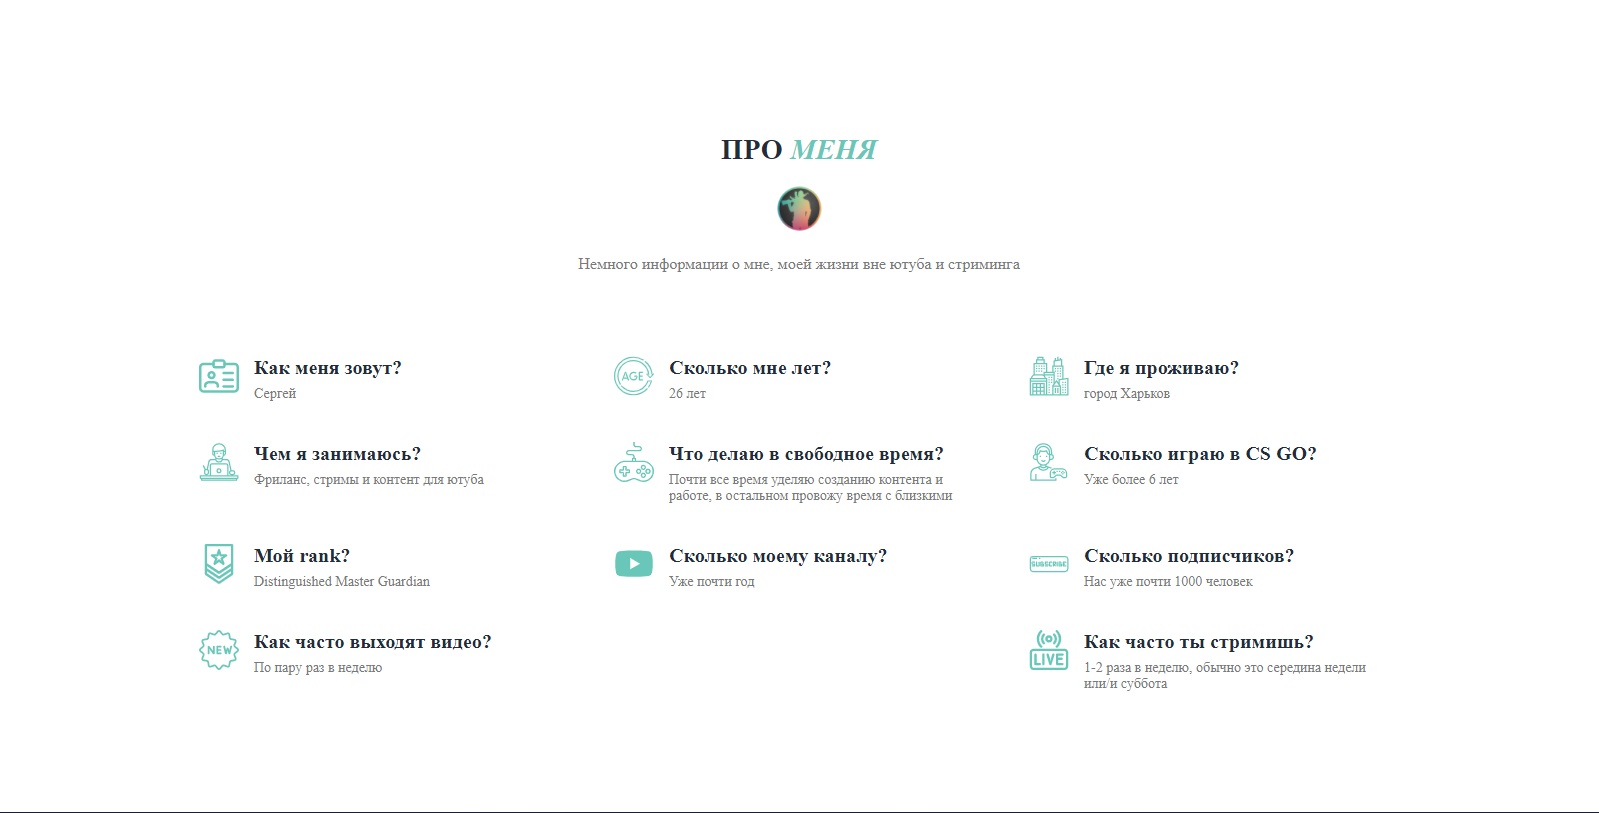 ПРО МЕНЯ
Немного информации о мне, моей жизни вне ютуба и стриминга
Как меня зовут?
Сергей
AGE
Сколько мне лет?
26 лет
Где я проживаю?
город Харьков
Чем я занимаюсь?
Фриланс, стримы и контент для ютуба
Что делаю в свободное время?
Почти все время уделяю созданию контента и
работе, в остальном провожу время с близкими
Сколько играю в CS GO?
Уже более 6 лет
Мой rank?
Distinguished Master Guardian
Сколько моему каналу?
Уже почти год
SUBSCRIBE
Сколько подписчиков?
Нас уже почти 1000 человек
NEW
Как часто выходят видео?
По пару раз в неделю
LIVE
Как часто ты стримишь?
1-2 раза в неделю, обычно это середина недели
или/и суббота